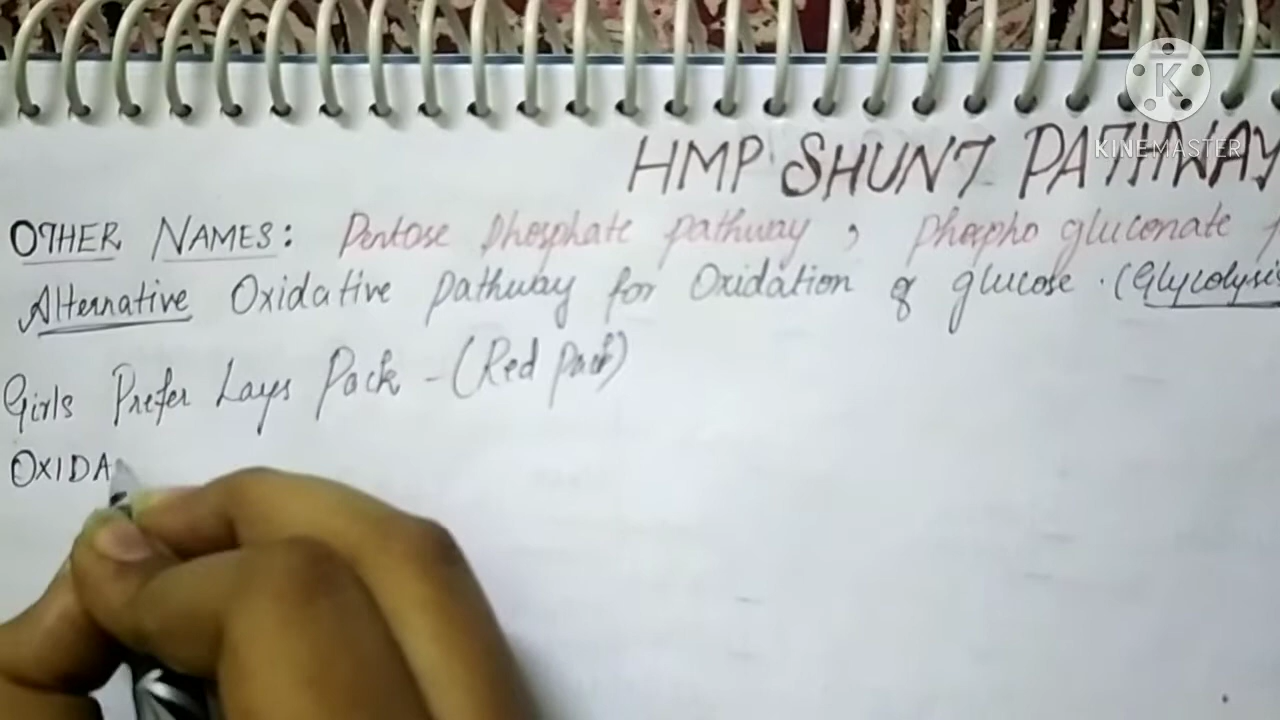 K
KINEMASTER
HMP SHUNT PATHWAY
OTHER NAMES: Pentose phosphate pathway, Phospho gluconate
Alternative Oxidative pathway for Oxidation of glucose. (Glycolysis
Girls Prefer Lays Pack - (Red Pack)
OXIDA